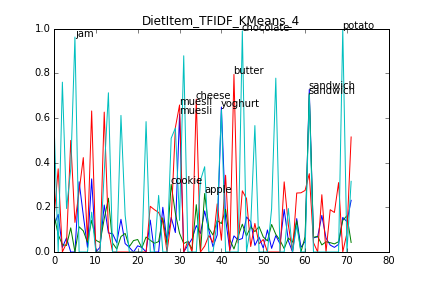 DietItem_TFIDF_KMeans_4
1.0
0.8
0.6
0.4
0.2
0.0
0 10 20 30 40 50 60 70 80
jam
chocolate
potato
butter
cheese
muesli
muesli
yoghurt
sandwich
sandwich
cookie
apple